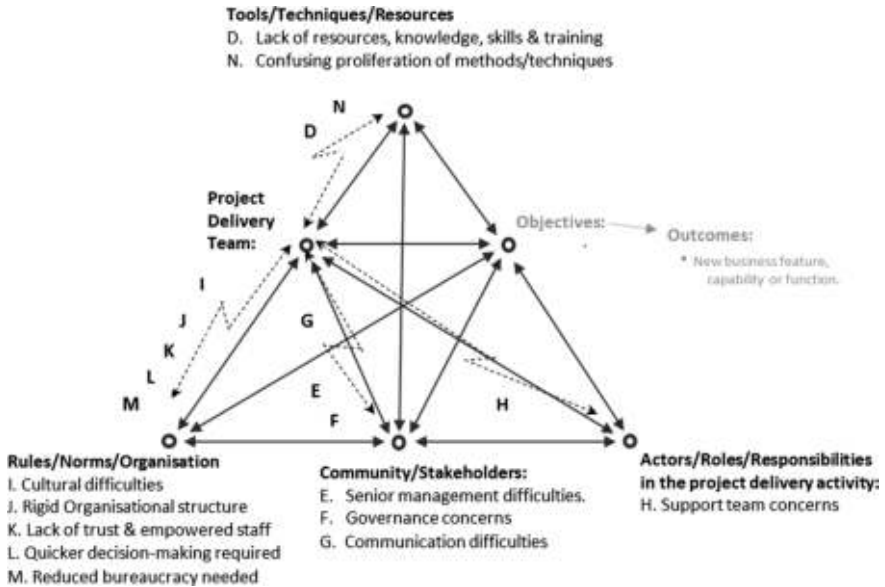 Tools/Techniques/Resources
D. Lack of resources, knowledge, skills & training
N. Confusing proliferation of methods/techniques
N
D
Project
Delivery
Team:
Objectives:
Outcomes:
• New business feature,
capability or function.
I
J
K
L
M
G
E
F
H
Rules/Norms/Organisation
I. Cultural difficulties
J. Rigid Organisational structure
K. Lack of trust & empowered staff
L. Quicker decision-making required
M. Reduced bureaucracy needed
Community/Stakeholders:
E. Senior management difficulties.
F. Governance concerns
G. Communication difficulties
Actors/Roles/Responsibilities
in the project delivery activity:
H. Support team concerns